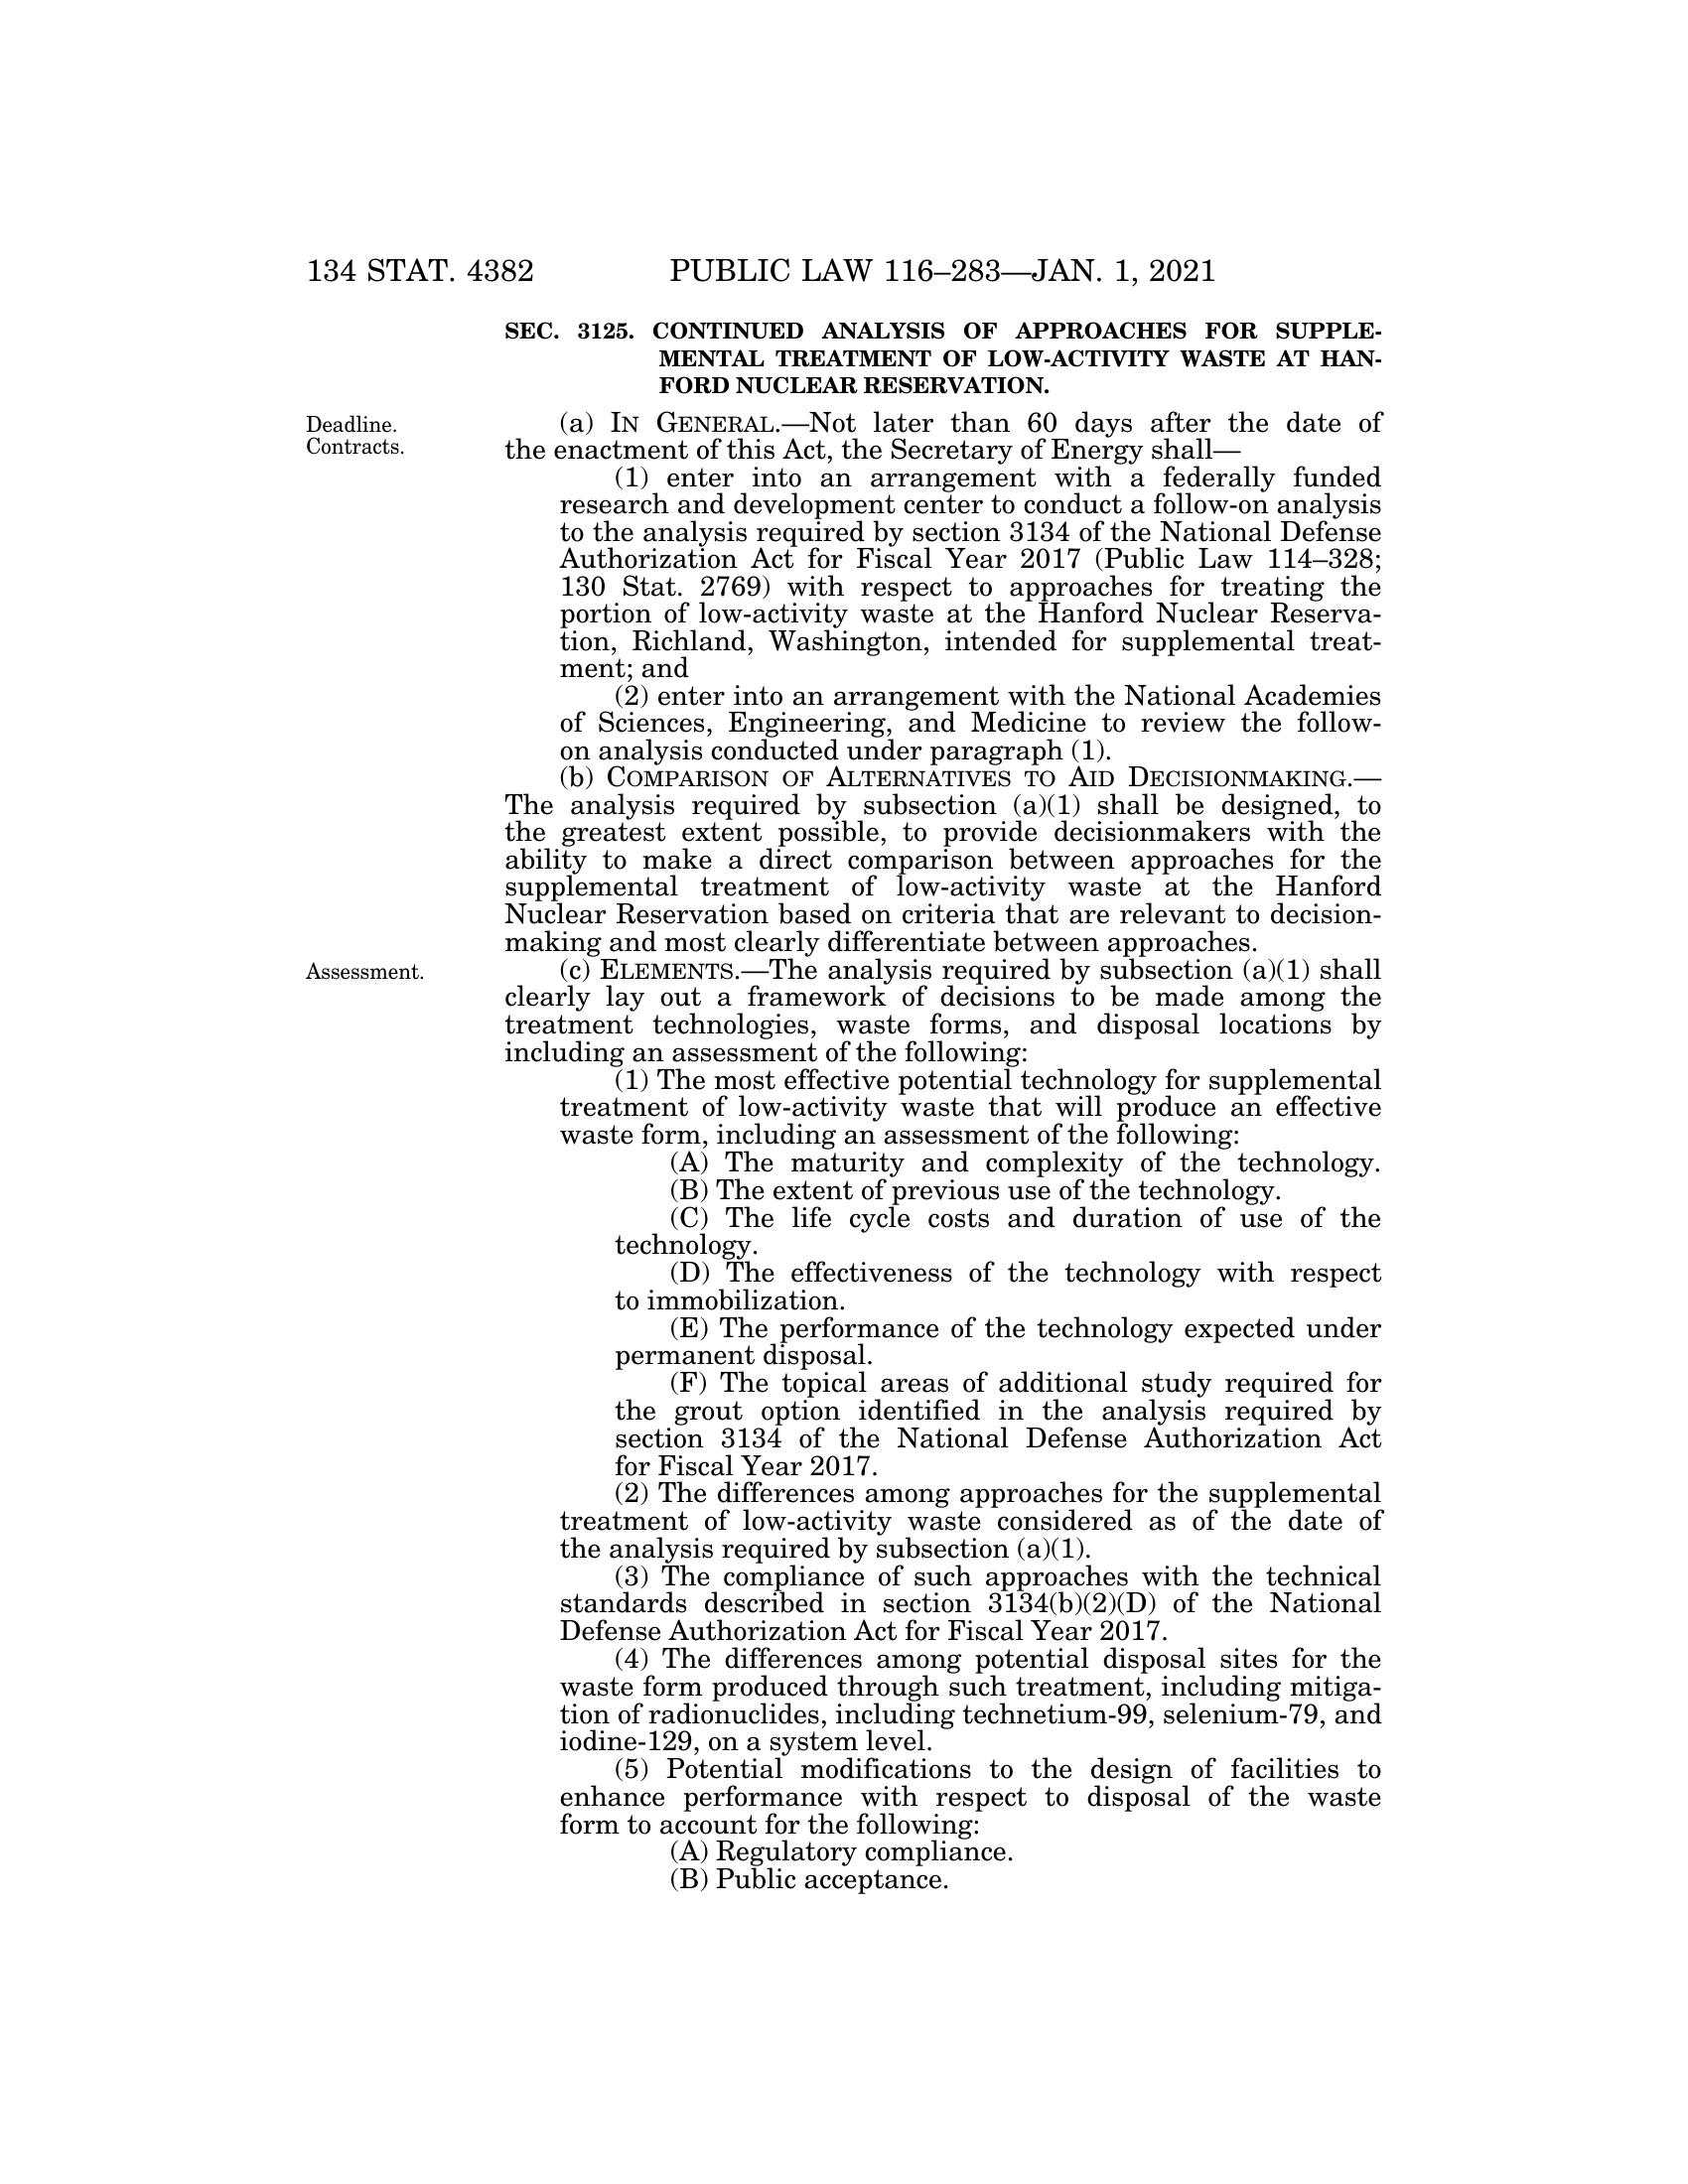 134 STAT. 4382 PUBLIC LAW 116–283—JAN. 1, 2021
SEC. 3125. CONTINUED ANALYSIS OF APPROACHES FOR SUPPLE-
MENTAL TREATMENT OF LOW-ACTIVITY WASTE AT HAN-
FORD NUCLEAR RESERVATION.
Deadline.
Contracts.
(a) IN GENERAL.—Not later than 60 days after the date of
the enactment of this Act, the Secretary of Energy shall—
(1) enter into an arrangement with a federally funded
research and development center to conduct a follow-on analysis
to the analysis required by section 3134 of the National Defense
Authorization Act for Fiscal Year 2017 (Public Law 114–328;
130 Stat. 2769) with respect to approaches for treating the
portion of low-activity waste at the Hanford Nuclear Reserva-
tion, Richland, Washington, intended for supplemental treat-
ment; and
(2) enter into an arrangement with the National Academies
of Sciences, Engineering, and Medicine to review the follow-
on analysis conducted under paragraph (1).
(b) COMPARISON OF ALTERNATIVES TO AID DECISIONMAKING.—
The analysis required by subsection (a)(1) shall be designed, to
the greatest extent possible, to provide decisionmakers with the
ability to make a direct comparison between approaches for the
supplemental treatment of low-activity waste at the Hanford
Nuclear Reservation based on criteria that are relevant to decision-
making and most clearly differentiate between approaches.
Assessment.
(c) ELEMENTS.—The analysis required by subsection (a)(1) shall
clearly lay out a framework of decisions to be made among the
treatment technologies, waste forms, and disposal locations by
including an assessment of the following:
(1) The most effective potential technology for supplemental
treatment of low-activity waste that will produce an effective
waste form, including an assessment of the following:
(A) The maturity and complexity of the technology.
(B) The extent of previous use of the technology.
(C) The life cycle costs and duration of use of the
technology.
(D) The effectiveness of the technology with respect
to immobilization.
(E) The performance of the technology expected under
permanent disposal.
(F) The topical areas of additional study required for
the grout option identified in the analysis required by
section 3134 of the National Defense Authorization Act
for Fiscal Year 2017.
(2) The differences among approaches for the supplemental
treatment of low-activity waste considered as of the date of
the analysis required by subsection (a)(1).
(3) The compliance of such approaches with the technical
standards described in section 3134(b)(2)(D) of the National
Defense Authorization Act for Fiscal Year 2017.
(4) The differences among potential disposal sites for the
waste form produced through such treatment, including mitiga-
tion of radionuclides, including technetium-99, selenium-79, and
iodine-129, on a system level.
(5) Potential modifications to the design of facilities to
enhance performance with respect to disposal of the waste
form to account for the following:
(A) Regulatory compliance.
(B) Public acceptance.